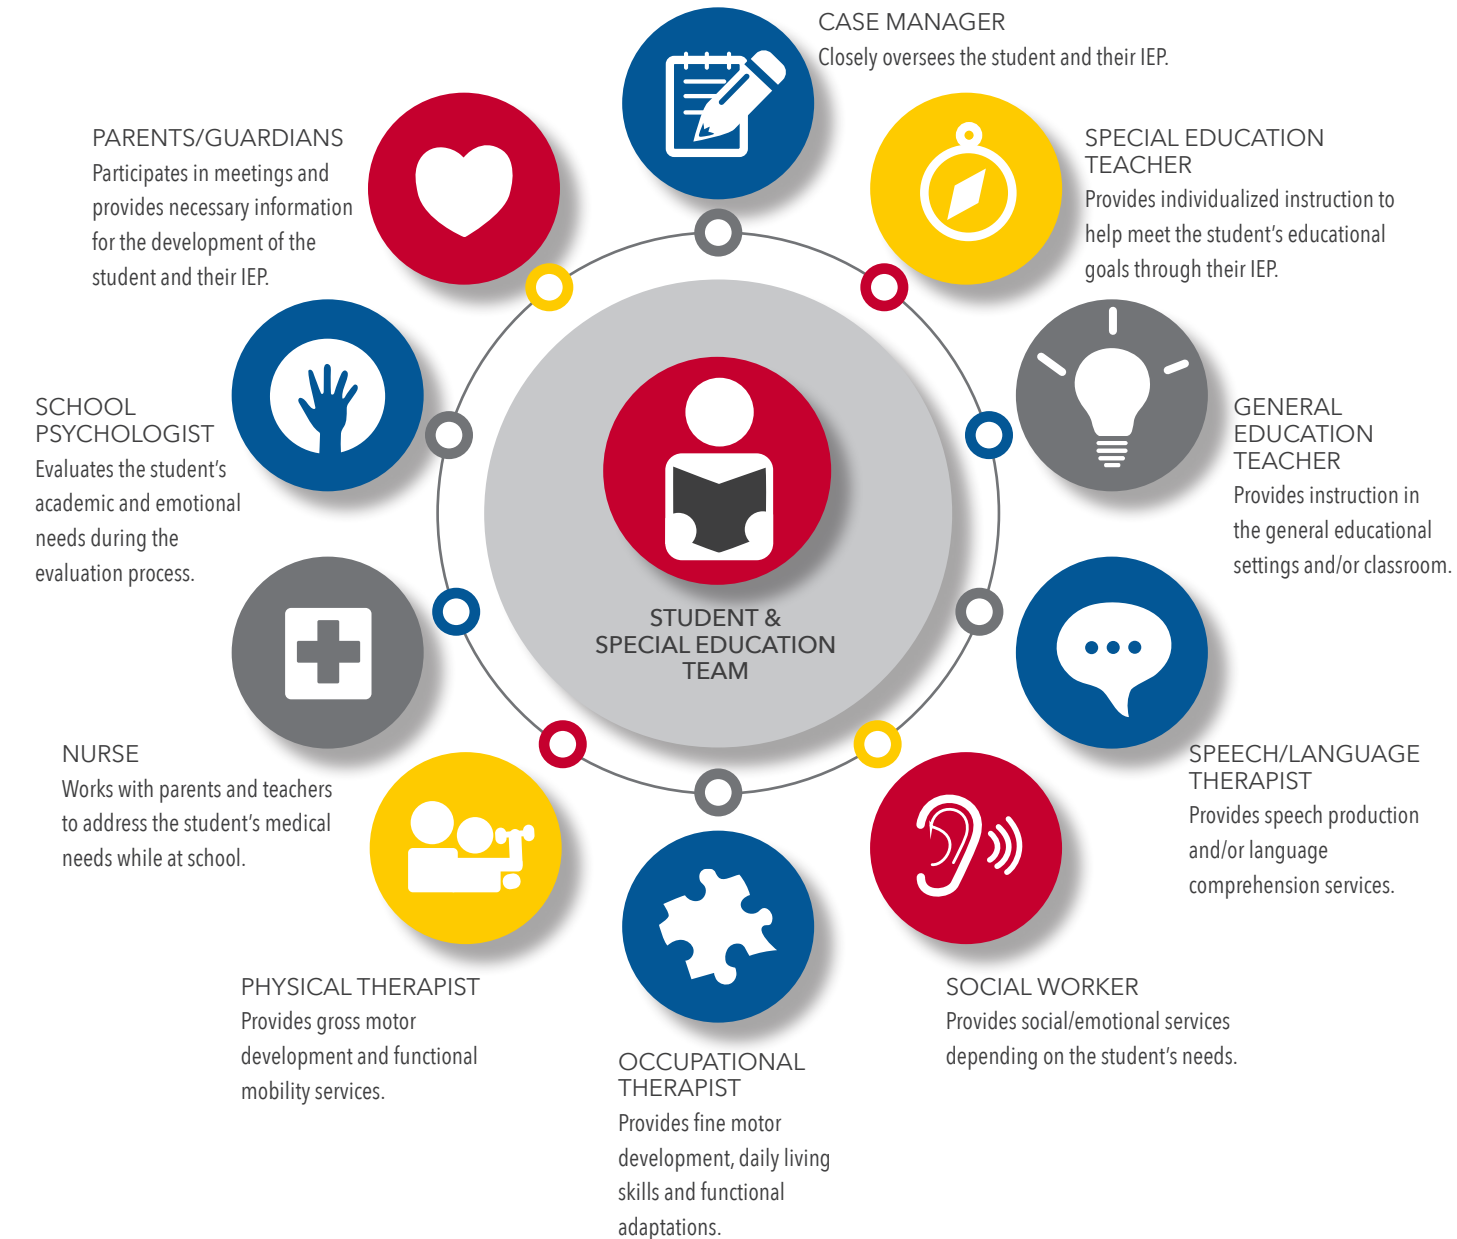 CASE MANAGER
Closely oversees the student and their IEP.
SPECIAL EDUCATION
TEACHER
Provides individualized instruction to
help meet the student’s educational
goals through their IEP.
GENERAL
EDUCATION
TEACHER
Provides instruction in
the general educational
settings and/or classroom.
SPEECH/LANGUAGE
THERAPIST
Provides speech production
and/or language
comprehension services.
SOCIAL WORKER
Provides social/emotional services
depending on the student’s needs.
OCCUPATIONAL
THERAPIST
Provides fine motor
development, daily living
skills and functional
adaptations.
PHYSICAL THERAPIST
Provides gross motor
development and functional
mobility services.
NURSE
Works with parents and teachers
to address the student’s medical
needs while at school.
SCHOOL
PSYCHOLOGIST
Evaluates the student’s
academic and emotional
needs during the
evaluation process.
PARENTS/GUARDIANS
Participates in meetings and
provides necessary information
for the development of the
student and their IEP.
STUDENT &
SPECIAL EDUCATION
TEAM